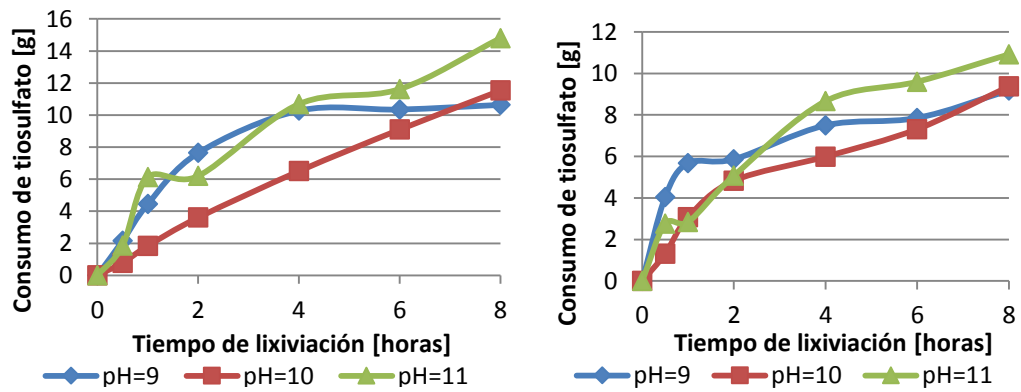 Consumo de tiosulfato [g]
16
14
12
10
8
6
4
2
0
0 2 4 6 8
Tiempo de lixiviación [horas]
pH=9 pH=10 pH=11
Consumo de tiosulfato [g]
12
10
8
6
4
2
0
0 2 4 6 8
Tiempo de lixiviación [horas]
pH=9 pH=10 pH=11